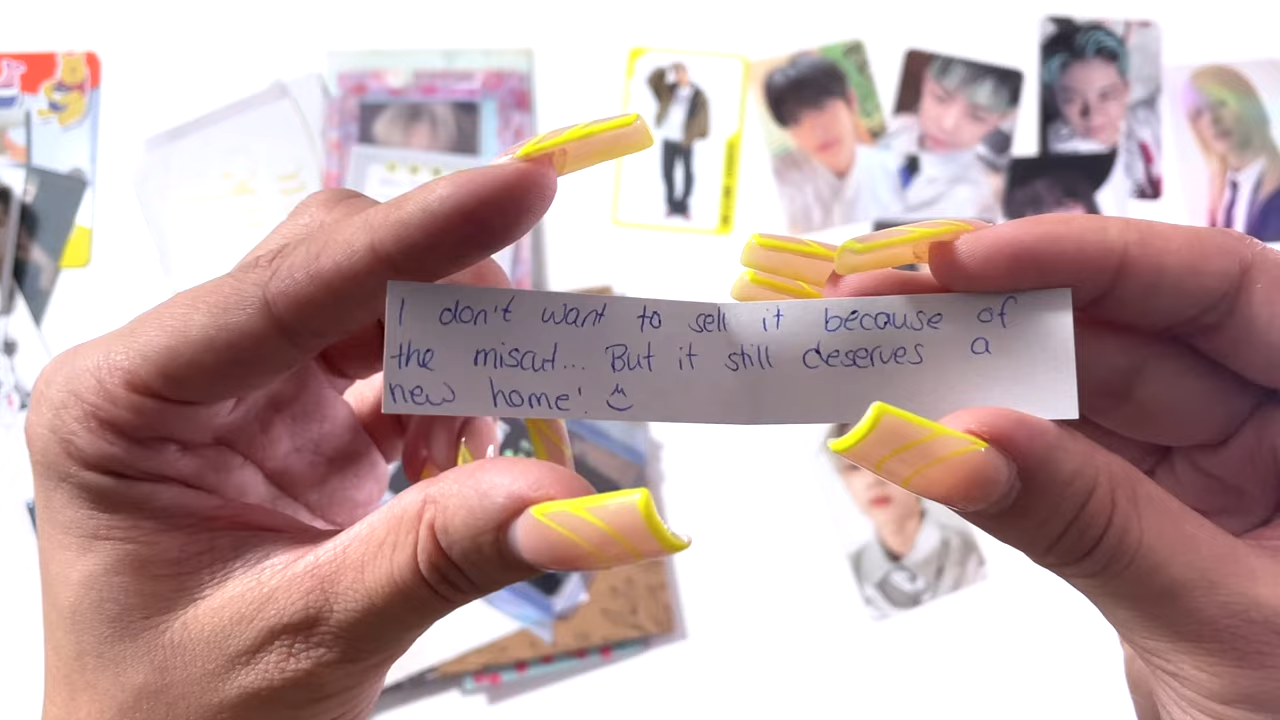 I don't want to sell it because of
the miscut... But it still deserves a
new home! :)